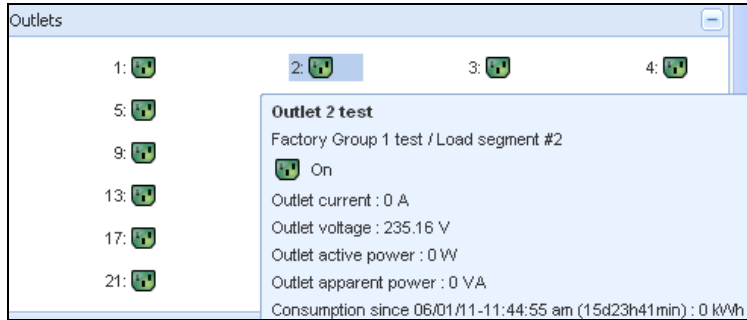 Outlets
1: 2: 3: 4:
5:
9:
13:
17:
21:
Outlet 2 test
Factory Group 1 test / Load segment #2
On
Outlet current : 0 A
Outlet voltage : 235.16 V
Outlet active power : 0 W
Outlet apparent power : 0 VA
Consumption since 06/01/11-11:44:55 am (15d23h41min) : 0 kWh